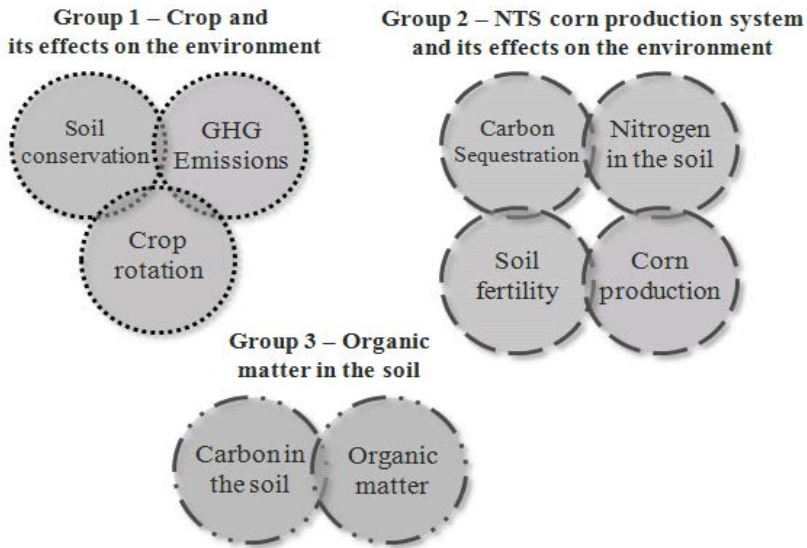 Group 1 – Crop and
its effects on the environment
Soil
conservation
GHG
Emissions
Crop
rotation
Group 2 – NTS corn production system
and its effects on the environment
Carbon
Sequestration
Nitrogen
in the soil
Soil
fertility
Corn
production
Group 3 – Organic
matter in the soil
Carbon in
the soil
Organic
matter